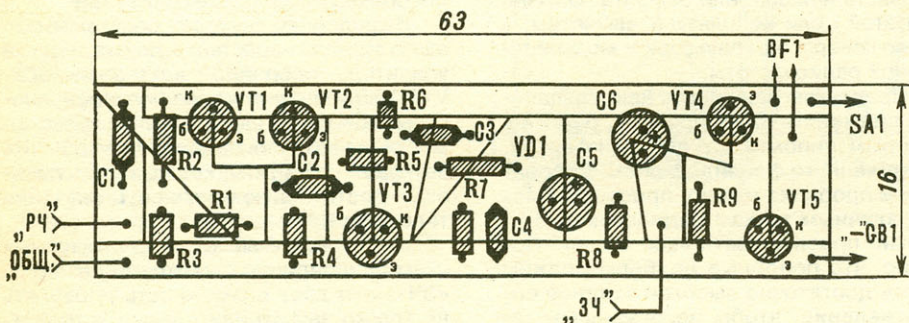 63
BF1
к VT1 к VT2 R6 C6 VT4 э
C3 SA1
б э б э б к
R2 C2 R5 VD1 C5
C1
16
R1 VT3 R7 R9 VT5
„РЧ” б к C4 к „–”GB1
„ОБЩ.” R3 R4 э R8 б э
„ЗЧ”